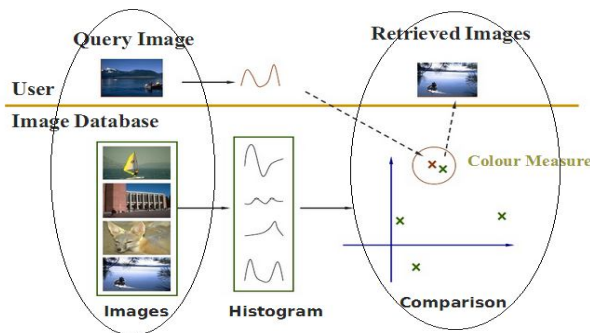 Query Image
Retrieved Images
User
Image Database
Colour Measure
Images
Histogram
Comparison